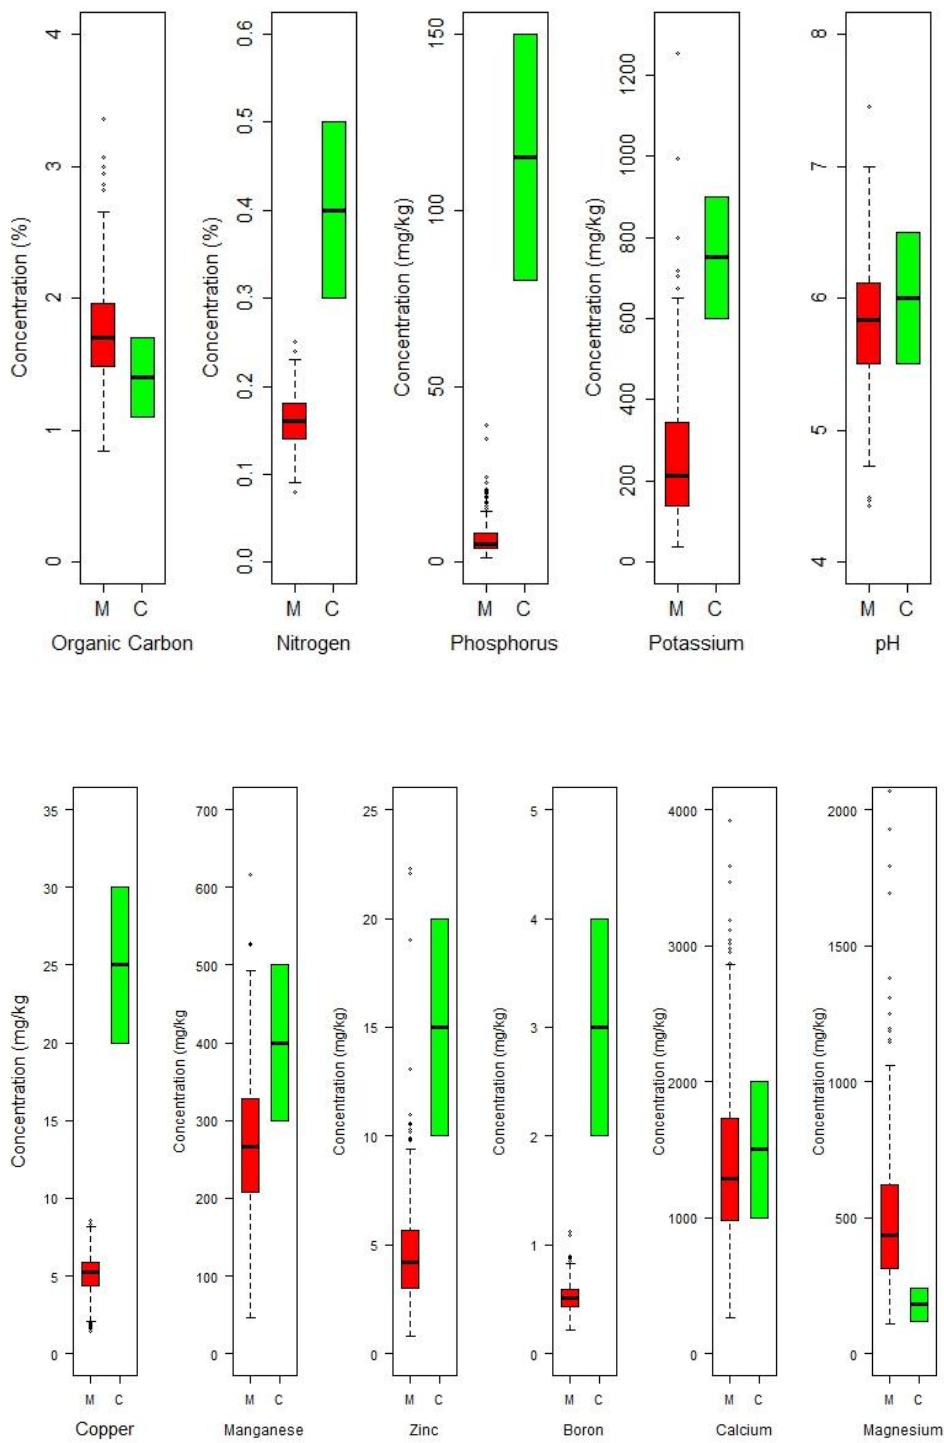 Concentration (%)
4
3
2
1
0
M C
Organic Carbon
Concentration (%)
0.6
0.5
0.4
0.3
0.2
0.1
0.0
M C
Nitrogen
Concentration (mg/kg)
150
100
50
0
M C
Phosphorus
Concentration (mg/kg)
1200
1000
800
600
400
200
0
M C
Potassium
8
7
6
5
4
M C
pH
Concentration (mg/kg
35
30
25
20
15
10
5
0
M C
Copper
Concentration (mg/kg
700
600
500
400
300
200
100
0
M C
Manganese
Concentration (mg/kg)
25
20
15
10
5
0
M C
Zinc
Concentration (mg/kg)
5
4
3
2
1
0
M C
Boron
Concentration (mg/kg)
4000
3000
2000
1000
0
M C
Calcium
Concentration (mg/kg)
2000
1500
1000
500
0
M C
Magnesium